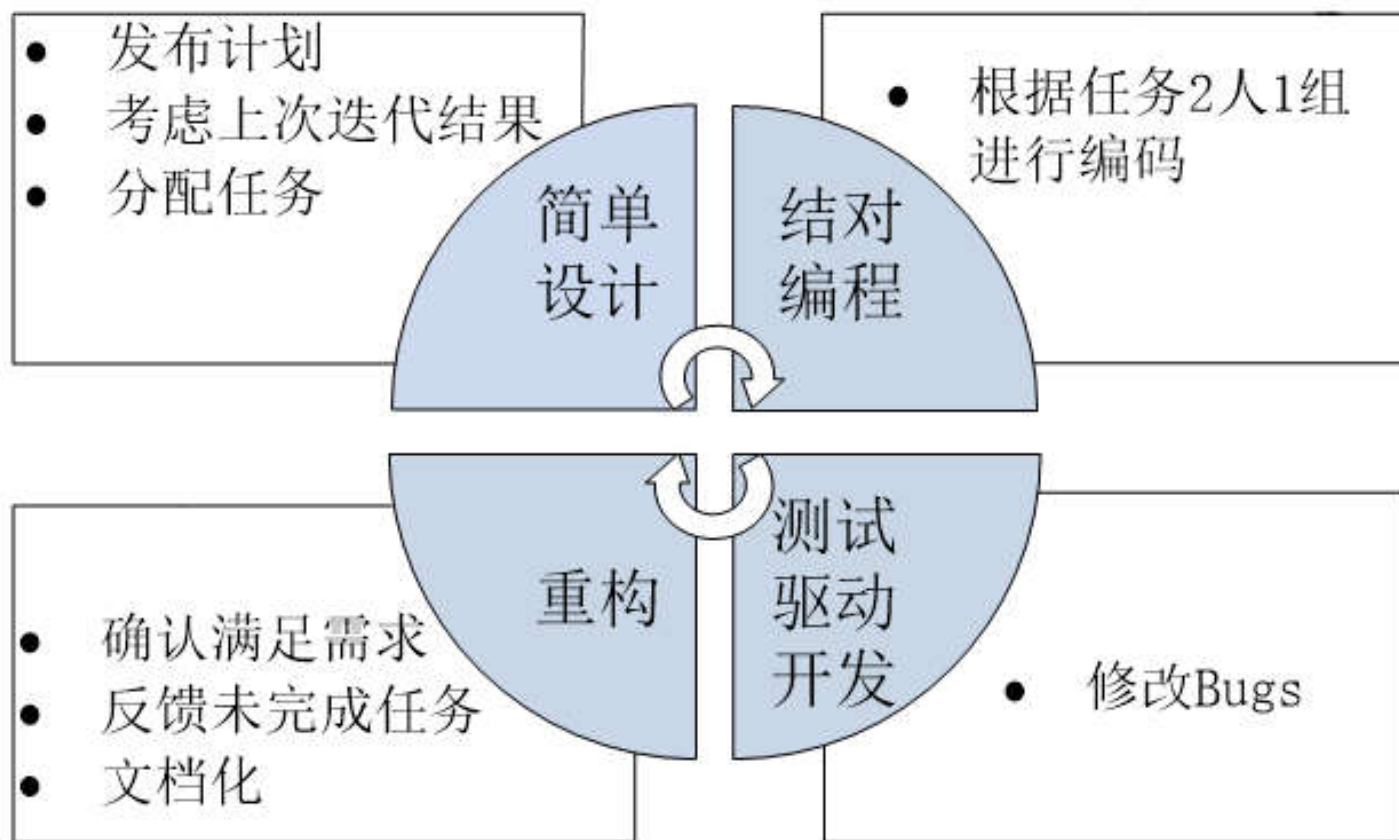 发布计划
考虑上次迭代结果
分配任务
根据任务2人1组
进行编码
简单
设计
结对
编程
重构
测试
驱动
开发
确认满足需求
反馈未完成任务
文档化
修改Bugs